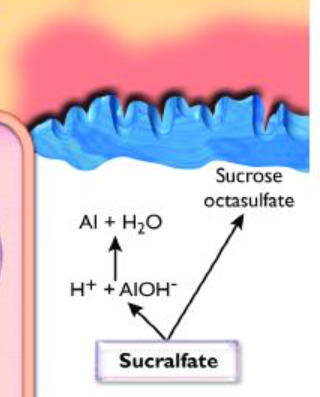 Sucrose
octasulfate
Al + H₂O
H⁺ + AlOH⁻
Sucralfate